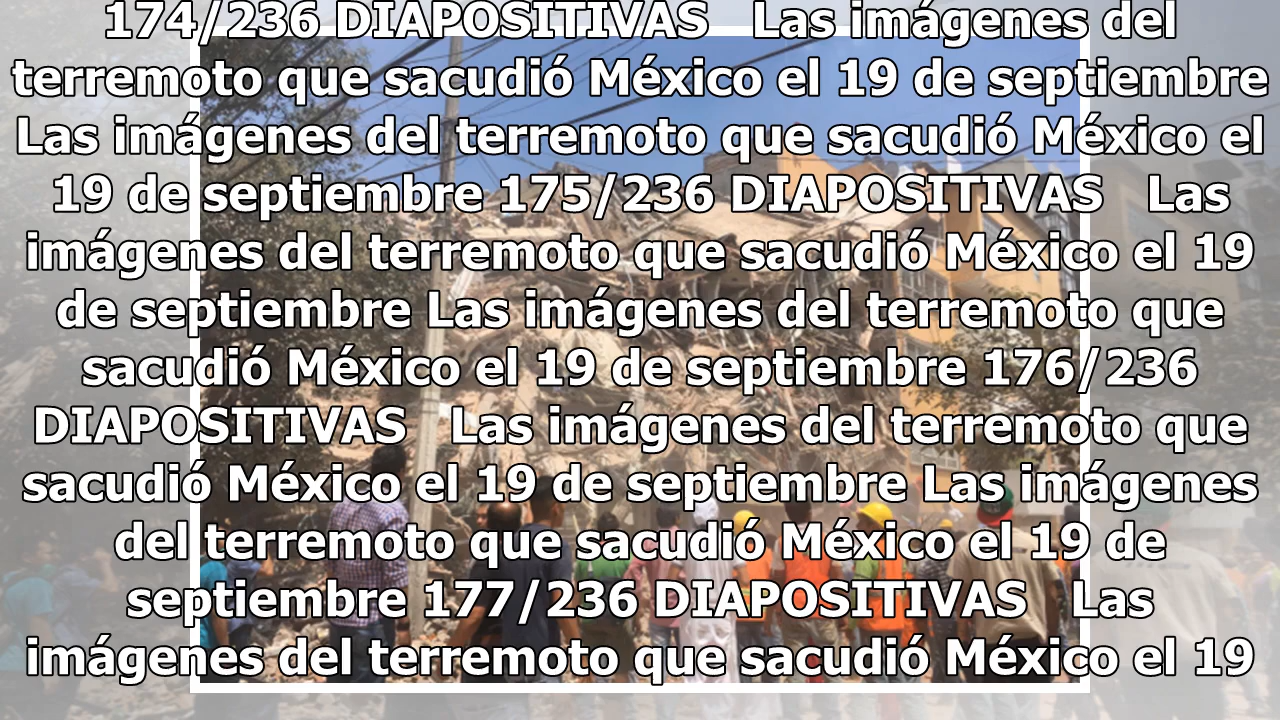 174/236 DIAPOSITIVAS   Las imágenes del
terremoto que sacudió México el 19 de septiembre
Las imágenes del terremoto que sacudió México el
19 de septiembre 175/236 DIAPOSITIVAS   Las
imágenes del terremoto que sacudió México el 19
de septiembre Las imágenes del terremoto que
sacudió México el 19 de septiembre 176/236
DIAPOSITIVAS   Las imágenes del terremoto que
sacudió México el 19 de septiembre Las imágenes
del terremoto que sacudió México el 19 de
septiembre 177/236 DIAPOSITIVAS   Las
imágenes del terremoto que sacudió México el 19